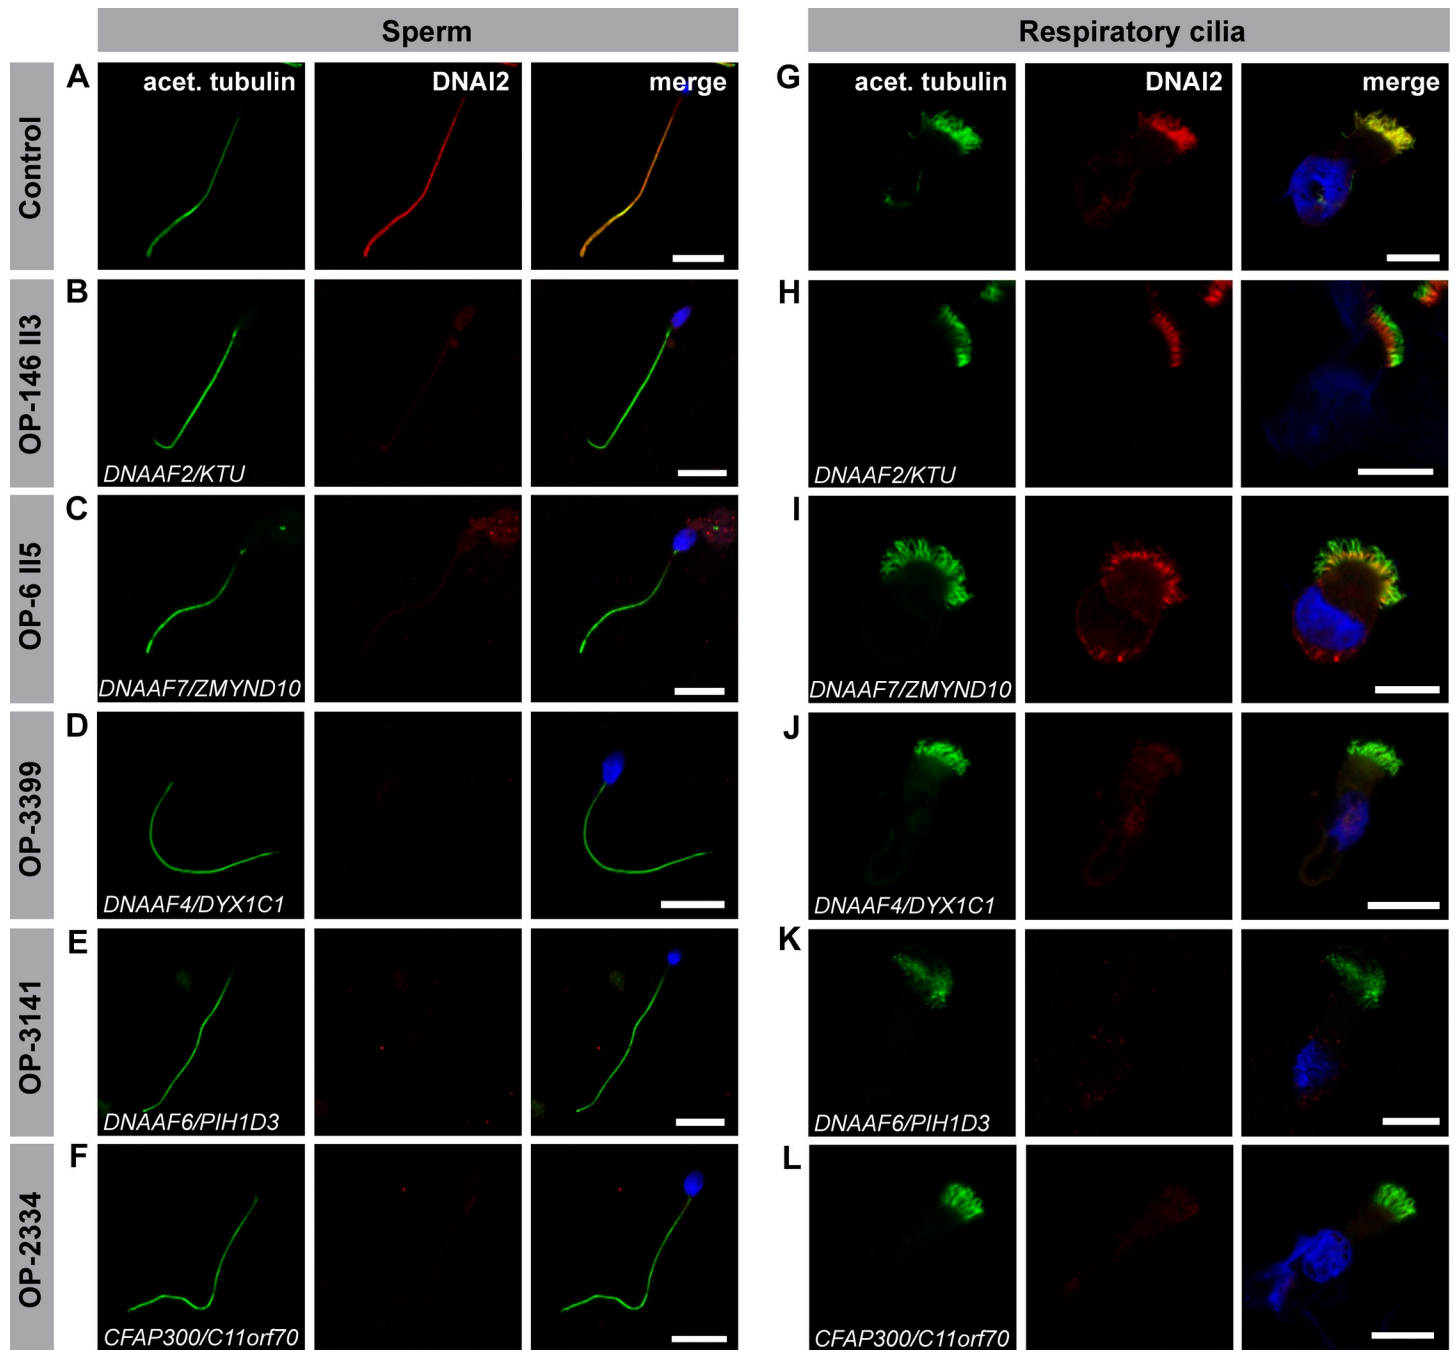 Sperm
Respiratory cilia
Control
A
acet. tubulin
DNAI2
merge
G
acet. tubulin
DNAI2
merge
OP-146 II3
B
DNAAF2/KTU
H
DNAAF2/KTU
OP-6 II5
C
DNAAF7/ZMYND10
I
DNAAF7/ZMYND10
OP-3399
D
DNAAF4/DYX1C1
J
DNAAF4/DYX1C1
OP-3141
E
DNAAF6/PIH1D3
K
DNAAF6/PIH1D3
OP-2334
F
CFAP300/C11orf70
L
CFAP300/C11orf70